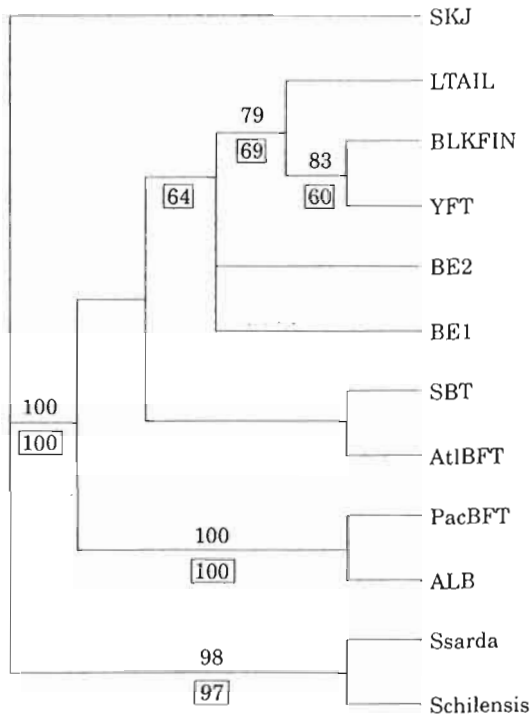 SKJ
LTAIL
79
69
BLKFIN
83
60
64
YFT
BE2
BE1
SBT
100
100
AtlBFT
PacBFT
100
100
ALB
Ssarda
98
97
Schilensis